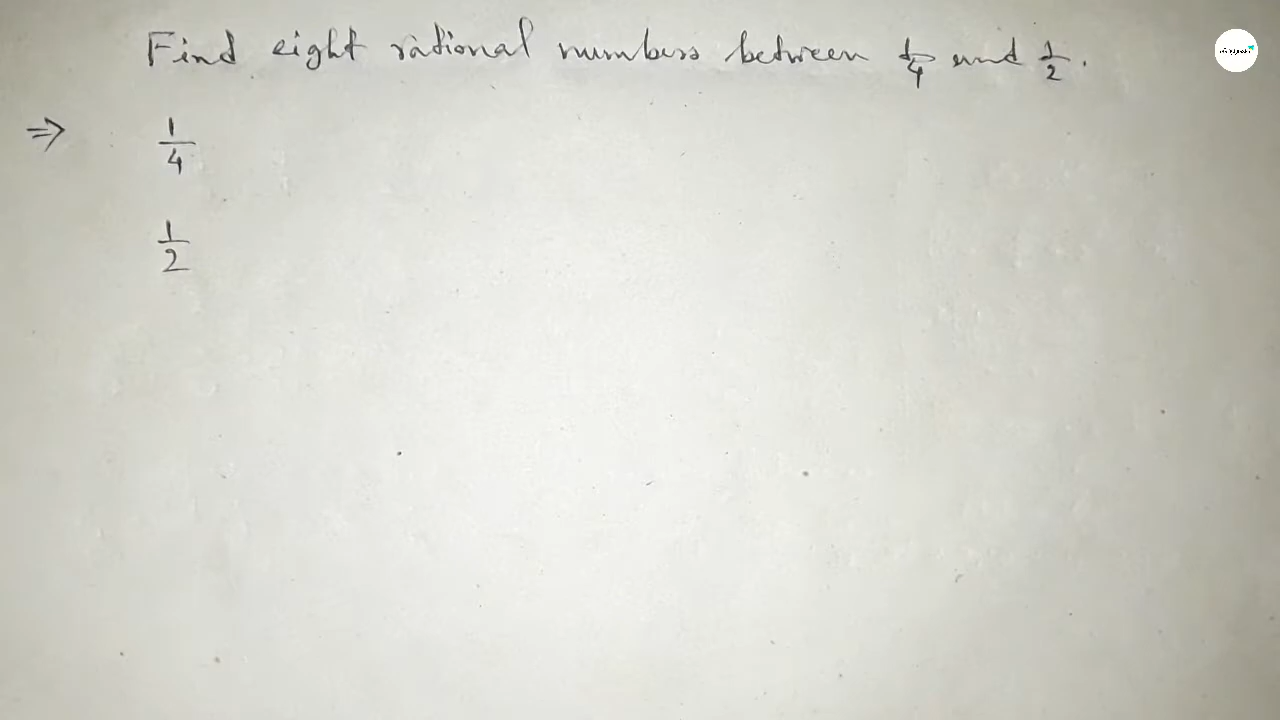 Find eight rational numbers between 1/4 and 1/2.
⇒ 1/4
1/2